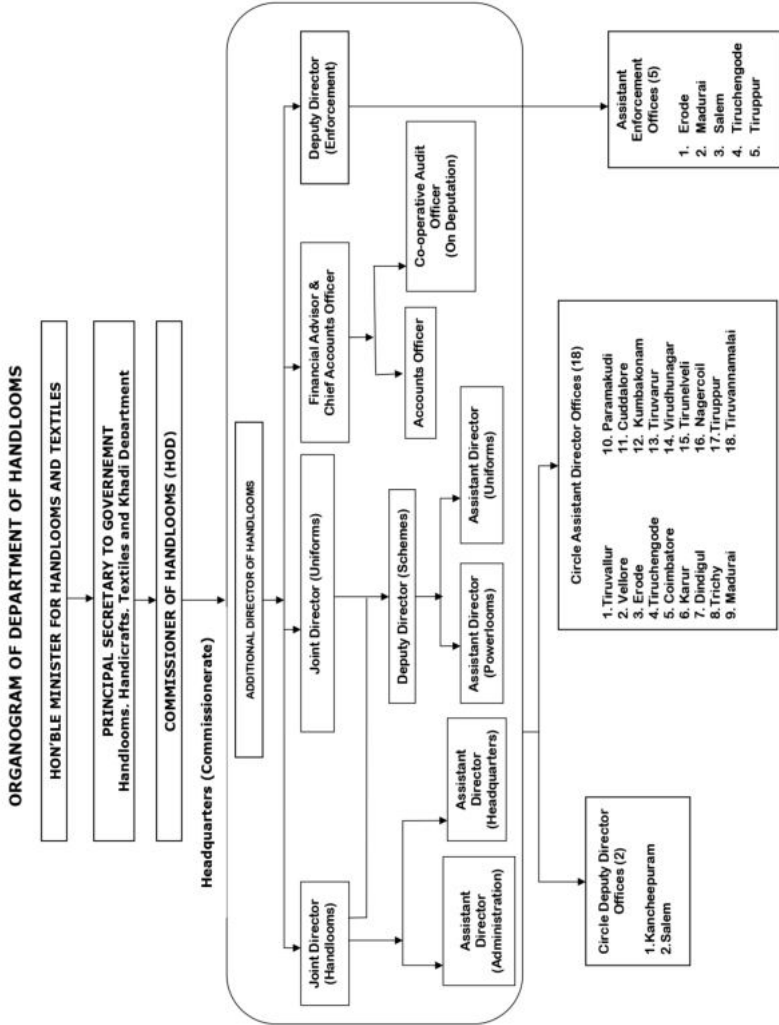 ORGANOGRAM OF DEPARTMENT OF HANDLOOMS
HON'BLE MINISTER FOR HANDLOOMS AND TEXTILES
PRINCIPAL SECRETARY TO GOVERNEMNT
Handlooms. Handicrafts. Textiles and Khadi Department
COMMISSIONER OF HANDLOOMS (HOD)
Headquarters (Commissionerate)
ADDITIONAL DIRECTOR OF HANDLOOMS
Joint Director
(Handlooms)
Joint Director (Uniforms)
Financial Advisor &
Chief Accounts Officer
Deputy Director
(Enforcement)
Deputy Director (Schemes)
Accounts Officer
Co-operative Audit
Officer
(On Deputation)
Assistant
Director
(Administration)
Assistant
Director
(Headquarters)
Assistant Director
(Powerlooms)
Assistant Director
(Uniforms)
Circle Deputy Director
Offices (2)
1.Kancheepuram
2.Salem
Circle Assistant Director Offices (18)
1.Tiruvallur
2. Vellore
3. Erode
4.Tiruchengode
5. Coimbatore
6. Karur
7. Dindigul
8. Trichy
9. Madurai
10. Paramakudi
11. Cuddalore
12. Kumbakonam
13. Tiruvarur
14. Virudhunagar
15. Tirunelveli
16. Nagercoil
17.Tiruppur
18. Tiruvannamalai
Assistant
Enforcement
Offices (5)
1. Erode
2. Madurai
3. Salem
4. Tiruchengode
5. Tiruppur